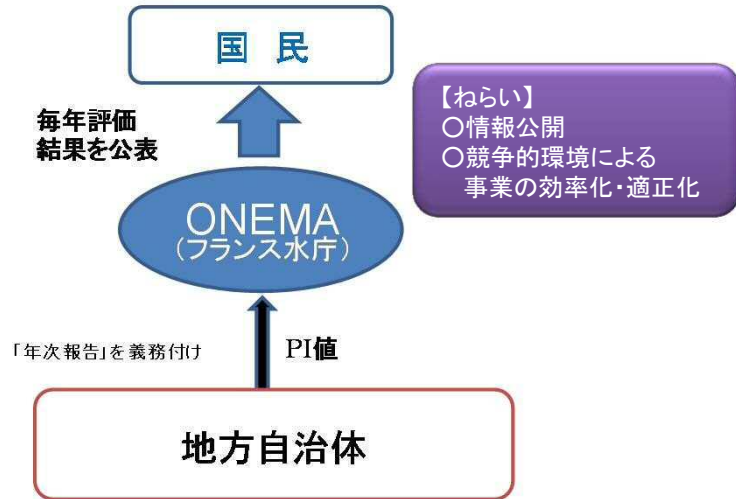 国 民
毎年評価
結果を公表
【ねらい】
○情報公開
○競争的環境による
事業の効率化・適正化
ONEMA
(フランス水庁)
「年次報告」を義務付け
PI値
地方自治体